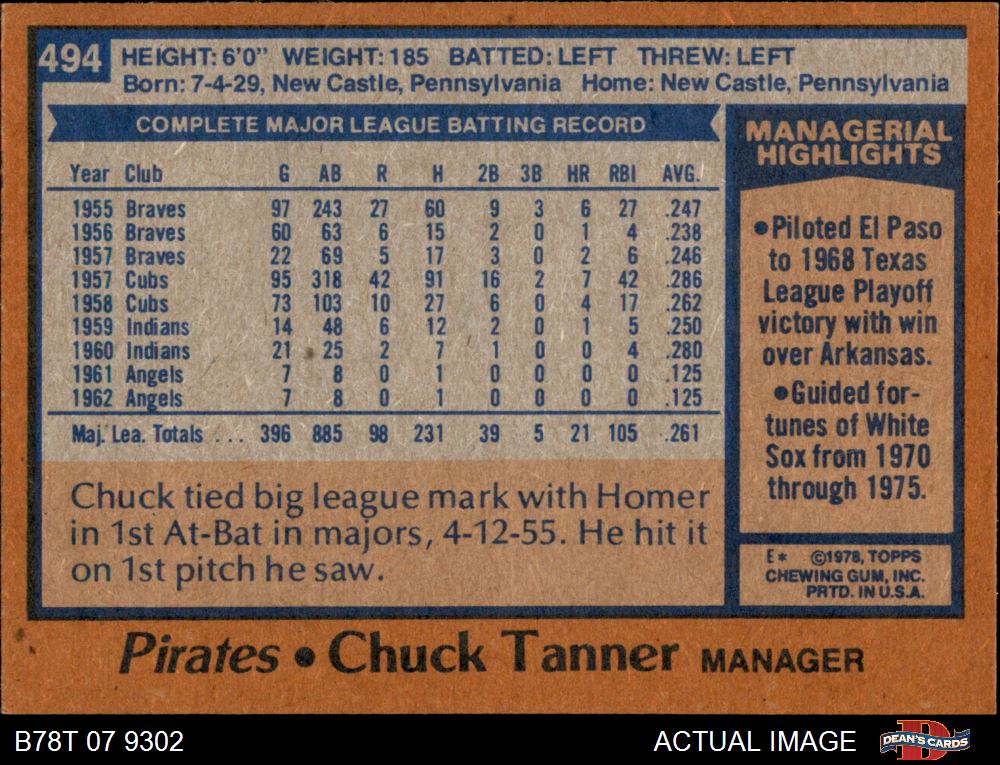 494
HEIGHT: 6'0" WEIGHT: 185 BATTED: LEFT THREW: LEFT
Born: 7-4-29, New Castle, Pennsylvania Home: New Castle, Pennsylvania
COMPLETE MAJOR LEAGUE BATTING RECORD
Year Club G AB R H 2B 3B HR RBI AVG.
1955 Braves 97 243 27 60 9 3 6 27 .247
1956 Braves 60 63 6 15 2 0 1 4 .238
1957 Braves 22 69 5 17 3 0 2 6 .246
1957 Cubs 95 318 42 91 16 2 7 42 .286
1958 Cubs 73 103 10 27 6 0 4 17 .262
1959 Indians 14 48 6 12 2 0 1 5 .250
1960 Indians 21 25 2 7 1 0 0 4 .280
1961 Angels 7 8 0 1 0 0 0 0 .125
1962 Angels 7 8 0 1 0 0 0 0 .125
Maj. Lea. Totals ... 396 885 98 231 39 5 21 105 .261
Chuck tied big league mark with Homer
in 1st At-Bat in majors, 4-12-55. He hit it
on 1st pitch he saw.
MANAGERIAL
HIGHLIGHTS
•Piloted El Paso
to 1968 Texas
League Playoff
victory with win
over Arkansas.
•Guided for-
tunes of White
Sox from 1970
through 1975.
E* ©1978, TOPPS
CHEWING GUM, INC.
PRTD. IN U.S.A.
Pirates • Chuck Tanner MANAGER
B78T 07 9302
ACTUAL IMAGE
DEAN'S CARDS